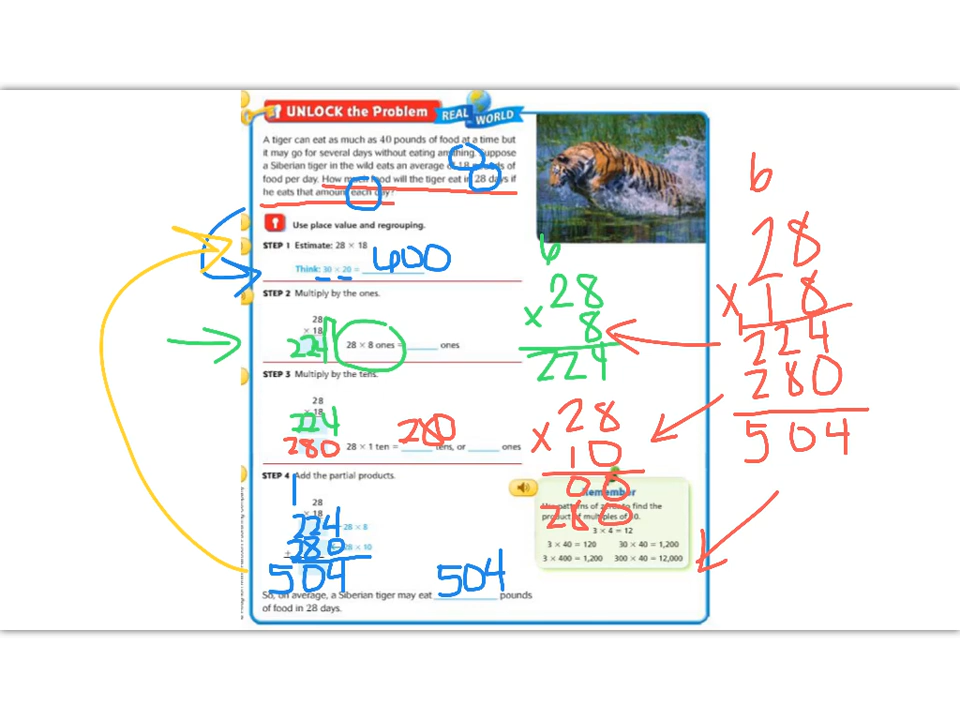 UNLOCK the Problem REAL WORLD
A tiger can eat as much as 40 pounds of food at a time but
it may go for several days without eating anything. Suppose
a Siberian tiger in the wild eats an average of 18 pounds of
food per day. How much food will the tiger eat in 28 days if
he eats that amount each day?
Use place value and regrouping.
STEP 1 Estimate: 28 × 18
Think: 30 × 20 = 600
STEP 2 Multiply by the ones.
28
× 18
224
28 × 8 ones = ones
STEP 3 Multiply by the tens.
28
× 18
224
280
28 × 1 ten = 280 tens, or ones
STEP 4 Add the partial products.
1
28
× 18
224 28 × 8
+ 280 28 × 10
504
So, on average, a Siberian tiger may eat 504 pounds
of food in 28 days.
6
28
× 8
224
× 28
10
00
280
Remember
Use patterns of zeros to find the
product of multiples of 10.
3 × 4 = 12
3 × 40 = 120 30 × 40 = 1,200
3 × 400 = 1,200 300 × 40 = 12,000
6
28
× 18
1
224
280
504